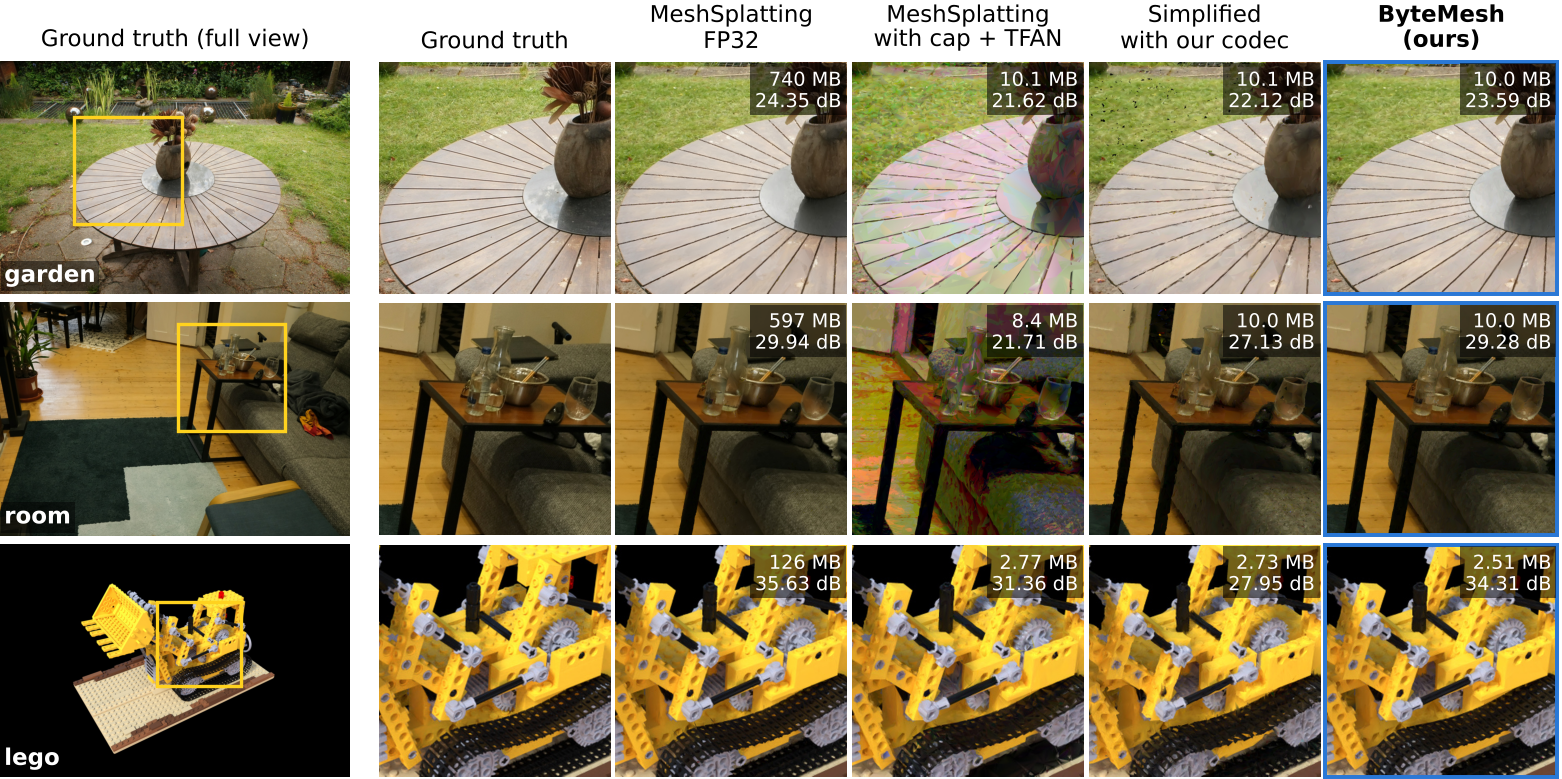 Ground truth (full view)
Ground truth
MeshSplatting
FP32
MeshSplatting
with cap + TFAN
Simplified
with our codec
ByteMesh
(ours)
garden
740 MB
24.35 dB
10.1 MB
21.62 dB
10.1 MB
22.12 dB
10.0 MB
23.59 dB
room
597 MB
29.94 dB
8.4 MB
21.71 dB
10.0 MB
27.13 dB
10.0 MB
29.28 dB
lego
126 MB
35.63 dB
2.77 MB
31.36 dB
2.73 MB
27.95 dB
2.51 MB
34.31 dB